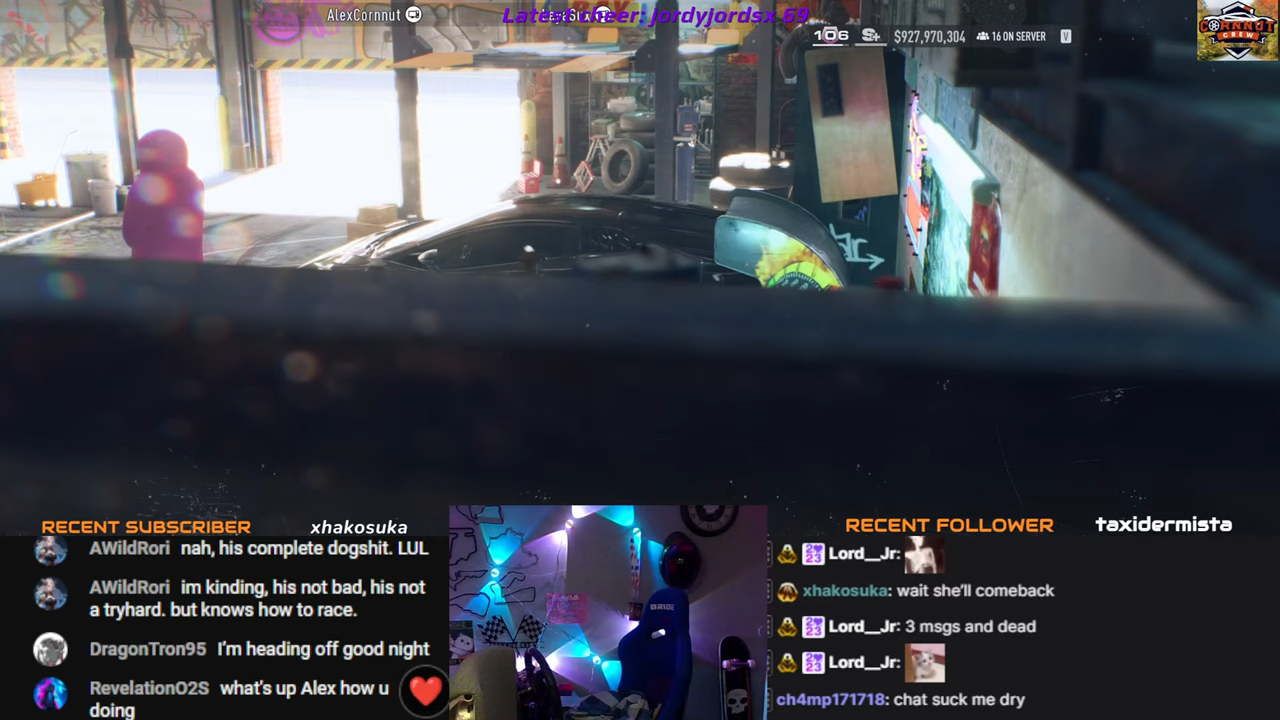 AlexCornnut
Latest cheer: jordyjordsx 69
106 S+ $927,970,304 16 ON SERVER V
CORNNUT
CREW
RECENT SUBSCRIBER xhakosuka
AWildRori nah, his complete dogshit. LUL
AWildRori im kinding, his not bad, his not
a tryhard. but knows how to race.
DragonTron95 I'm heading off good night
RevelationO2S what's up Alex how u
doing
BRIDE
RECENT FOLLOWER taxidermista
Lord__Jr:
xhakosuka: wait she'll comeback
Lord__Jr: 3 msgs and dead
Lord__Jr:
ch4mp171718: chat suck me dry